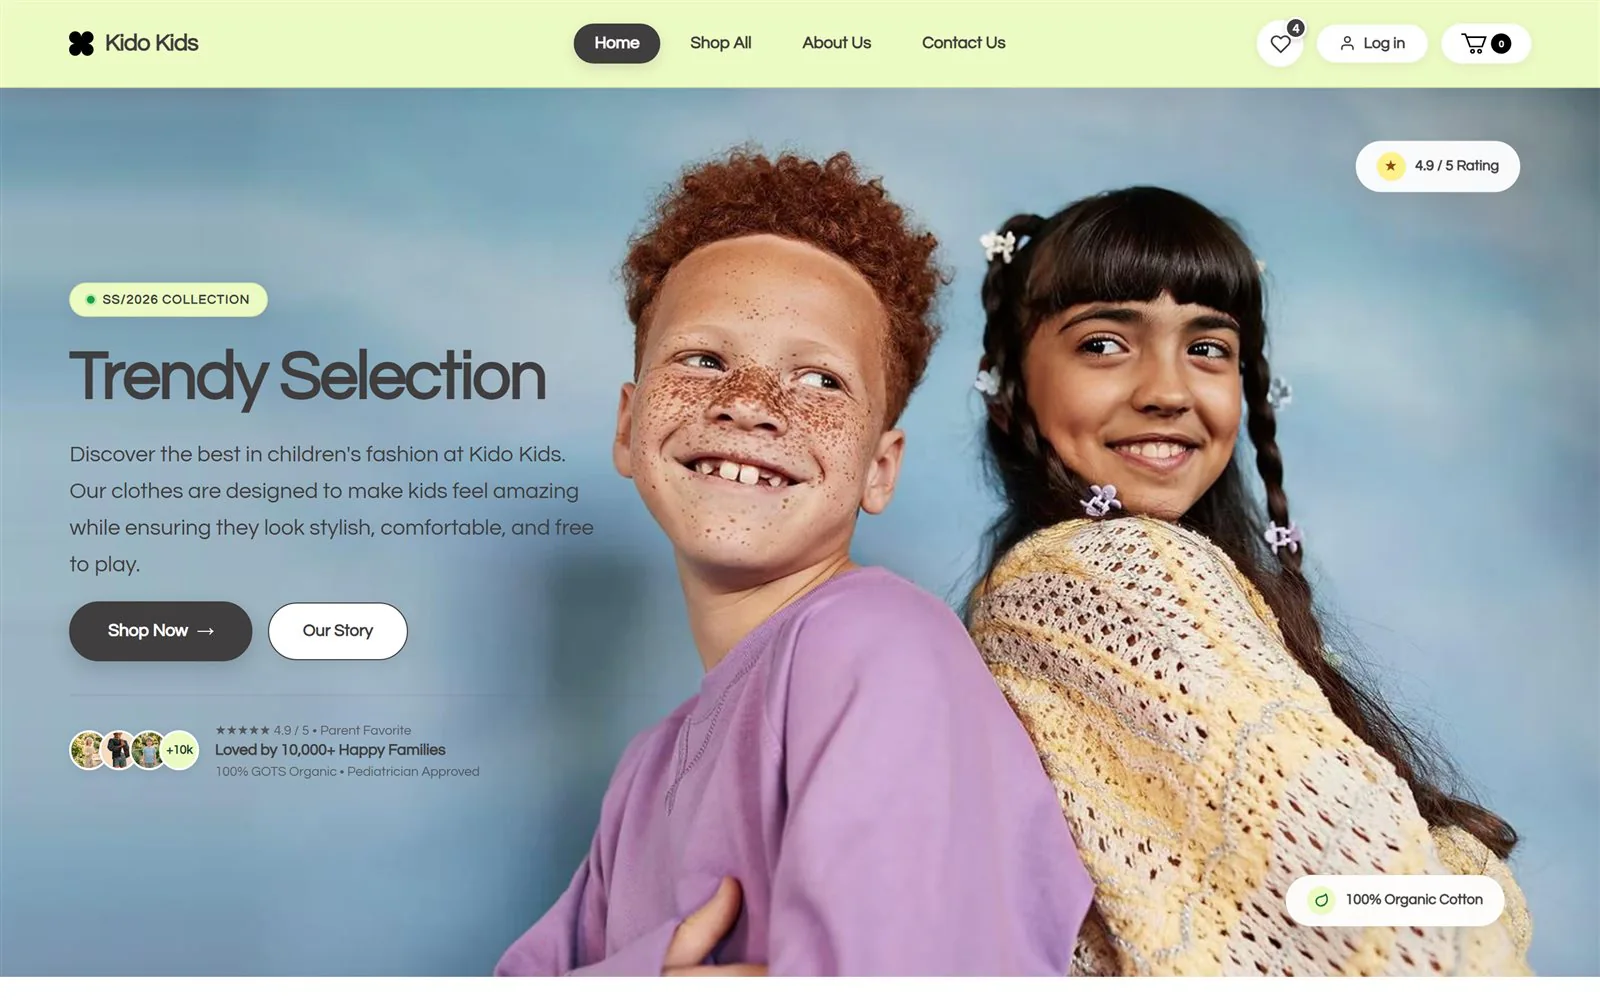 Kido Kids
Home
Shop All
About Us
Contact Us
4
Log in
0
★ 4.9 / 5 Rating
SS/2026 COLLECTION
Trendy Selection
Discover the best in children's fashion at Kido Kids.
Our clothes are designed to make kids feel amazing
while ensuring they look stylish, comfortable, and free
to play.
Shop Now →
Our Story
+10k
★★★★★ 4.9 / 5 • Parent Favorite
Loved by 10,000+ Happy Families
100% GOTS Organic • Pediatrician Approved
100% Organic Cotton